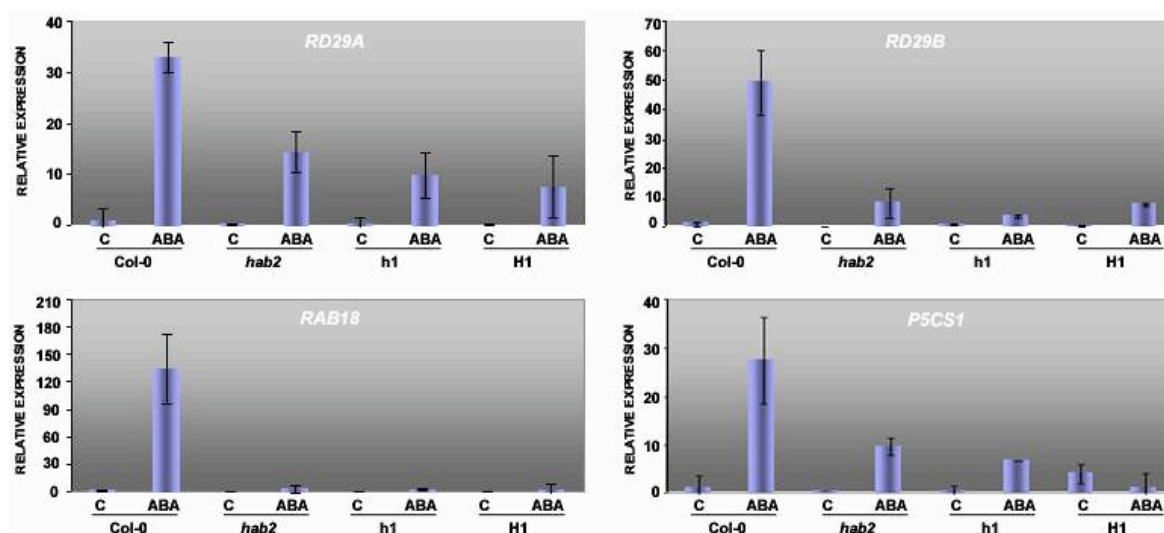 RD29A
RELATIVE EXPRESSION
40
30
20
10
0
C ABA C ABA C ABA C ABA
Col-0 hab2 h1 H1
RD29B
RELATIVE EXPRESSION
70
60
50
40
30
20
10
0
C ABA C ABA C ABA C ABA
Col-0 hab2 h1 H1
RAB18
RELATIVE EXPRESSION
210
180
150
120
90
60
30
0
C ABA C ABA C ABA C ABA
Col-0 hab2 h1 H1
P5CS1
RELATIVE EXPRESSION
40
30
20
10
0
C ABA C ABA C ABA C ABA
Col-0 hab2 h1 H1